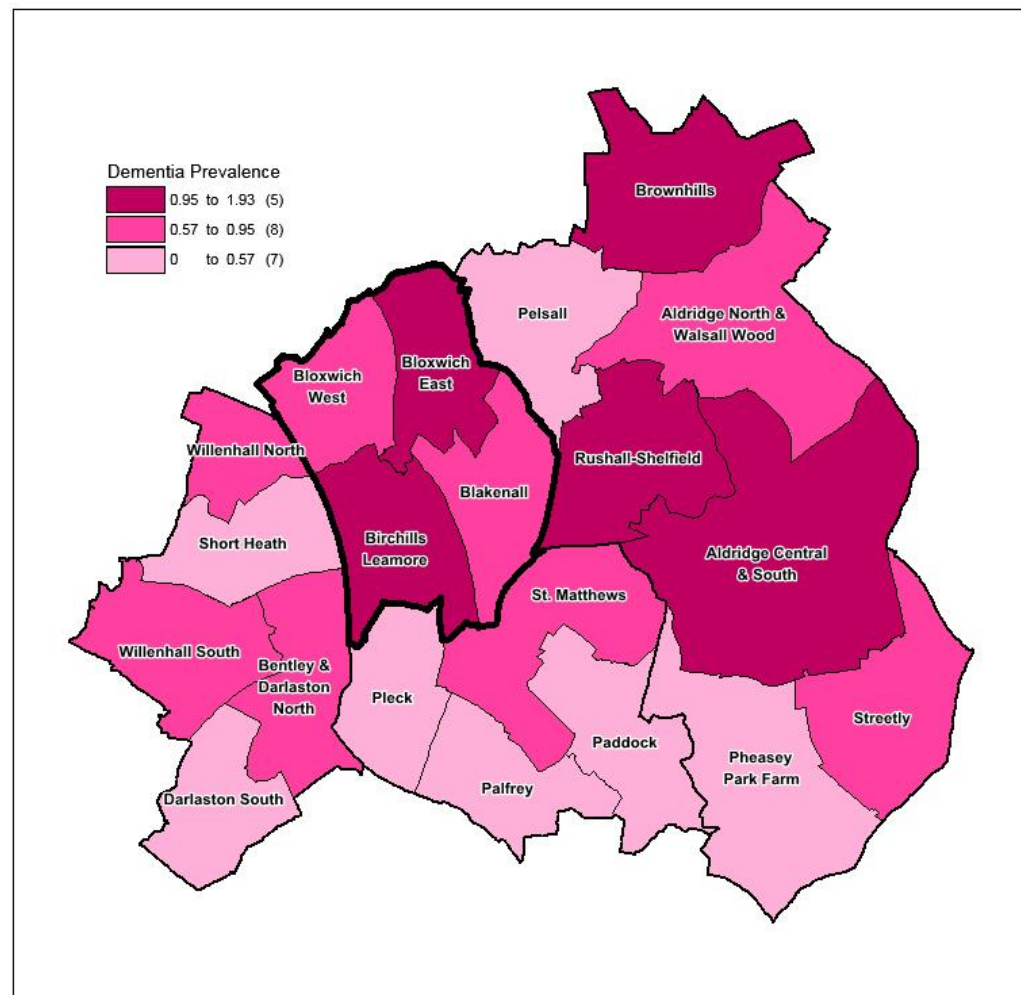 Dementia Prevalence
0.95 to 1.93 (5)
0.57 to 0.95 (8)
0 to 0.57 (7)
Brownhills
Pelsall
Aldridge North &
Walsall Wood
Bloxwich
East
Bloxwich
West
Willenhall North
Rushall-Shelfield
Blakenall
Short Heath
Birchills
Leamore
Aldridge Central
& South
St. Matthews
Willenhall South
Bentley &
Darlaston
North
Pleck
Streetly
Paddock
Pheasey
Park Farm
Palfrey
Darlaston South